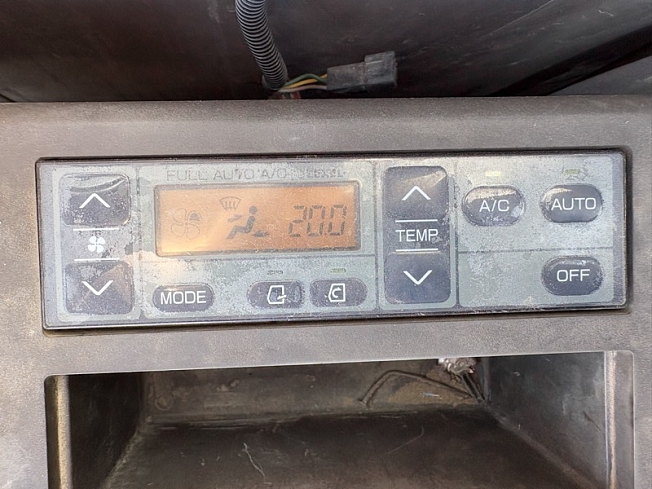 FULL AUTO A/C
20.0
TEMP
A/C
AUTO
MODE
OFF